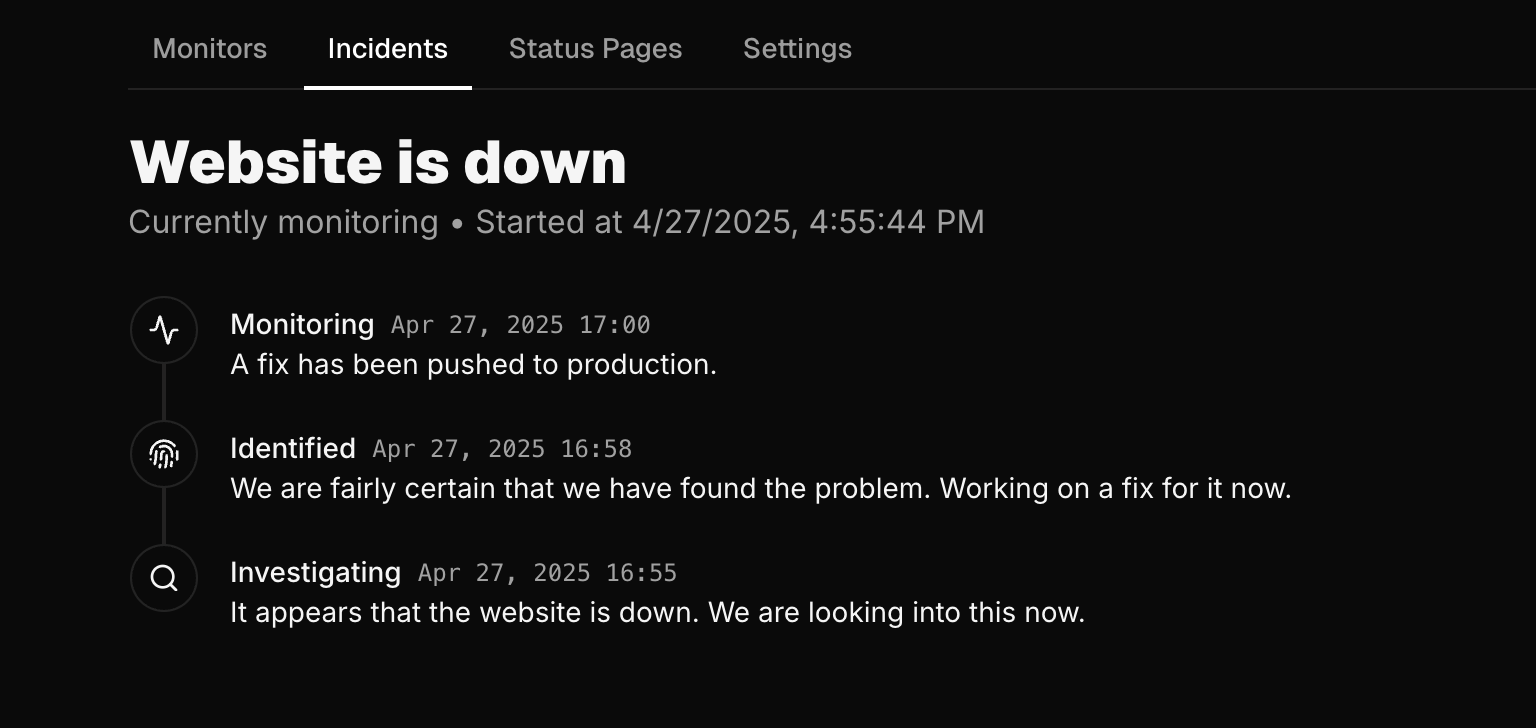 Monitors Incidents Status Pages Settings
Website is down
Currently monitoring • Started at 4/27/2025, 4:55:44 PM
Monitoring Apr 27, 2025 17:00
A fix has been pushed to production.
Identified Apr 27, 2025 16:58
We are fairly certain that we have found the problem. Working on a fix for it now.
Investigating Apr 27, 2025 16:55
It appears that the website is down. We are looking into this now.